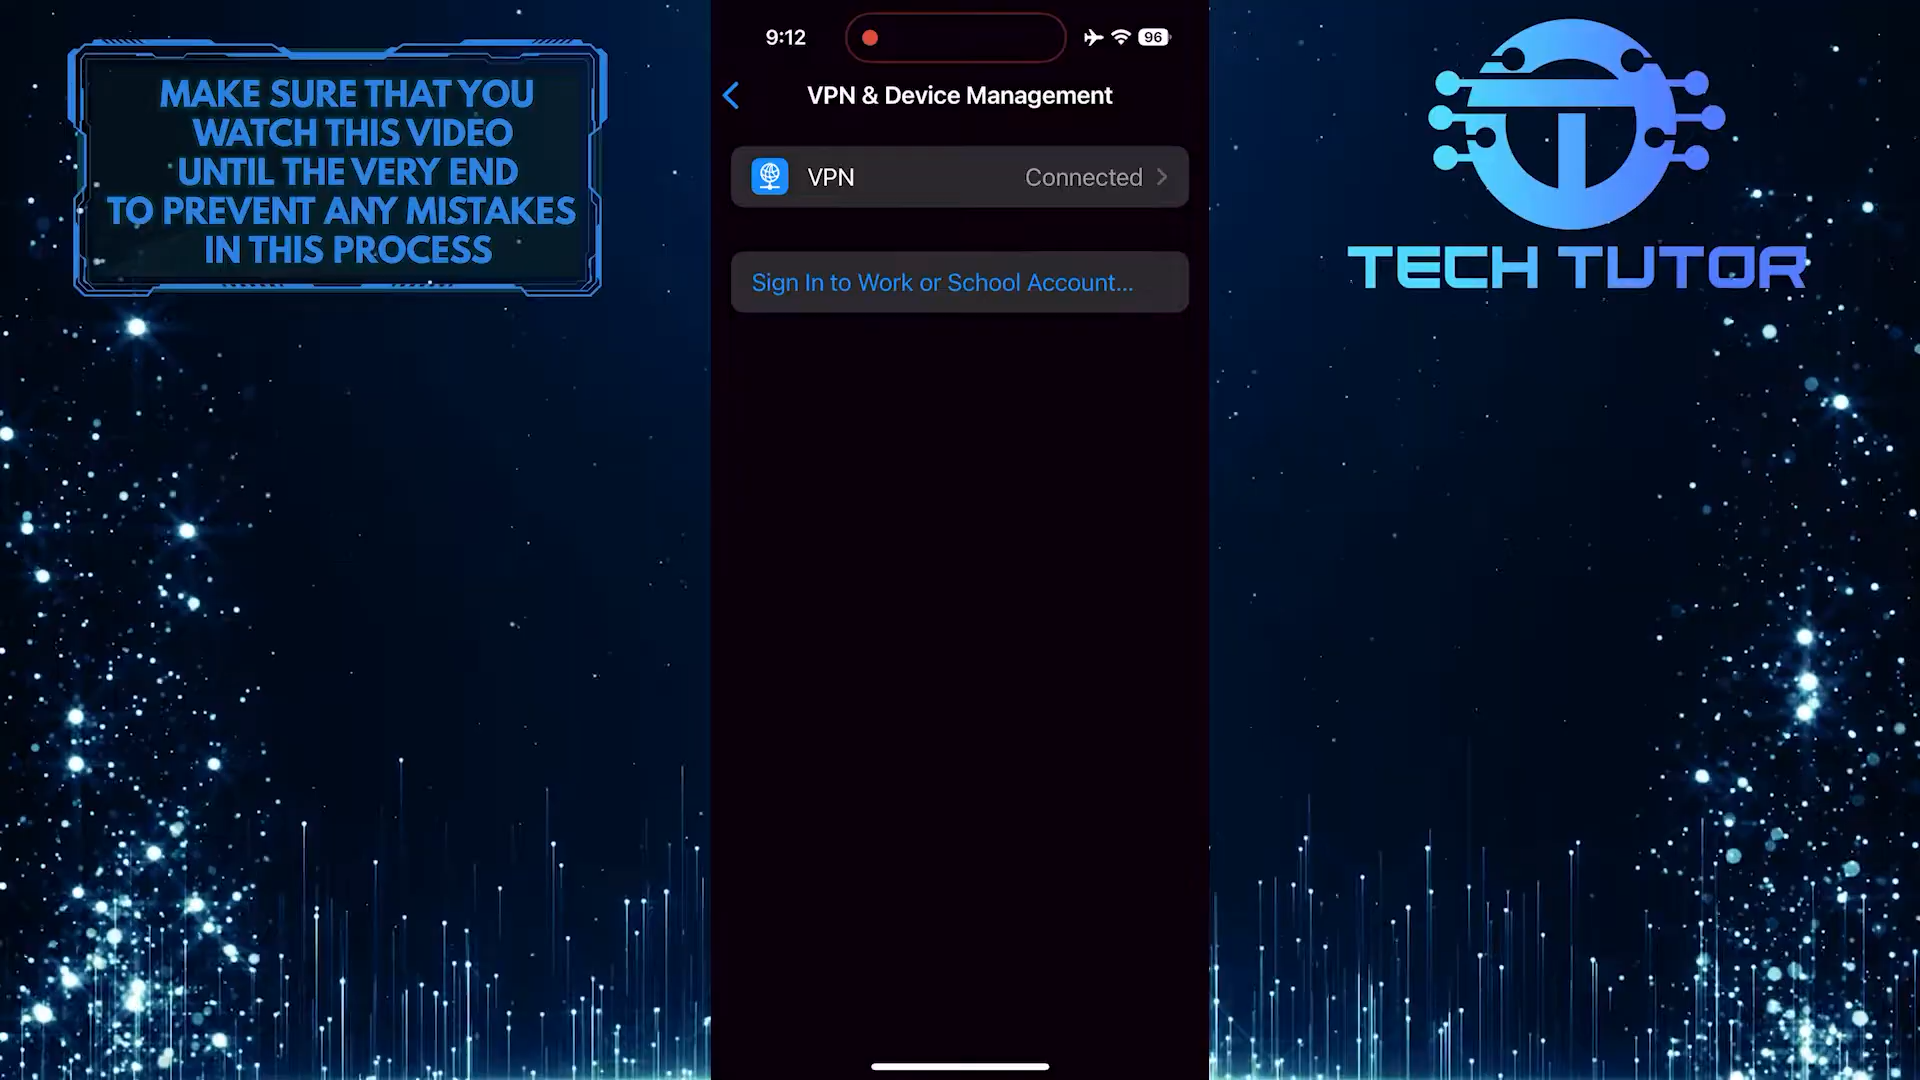 MAKE SURE THAT YOU
WATCH THIS VIDEO
UNTIL THE VERY END
TO PREVENT ANY MISTAKES
IN THIS PROCESS
9:12
96
VPN & Device Management
VPN
Connected
Sign In to Work or School Account...
TECH TUTOR